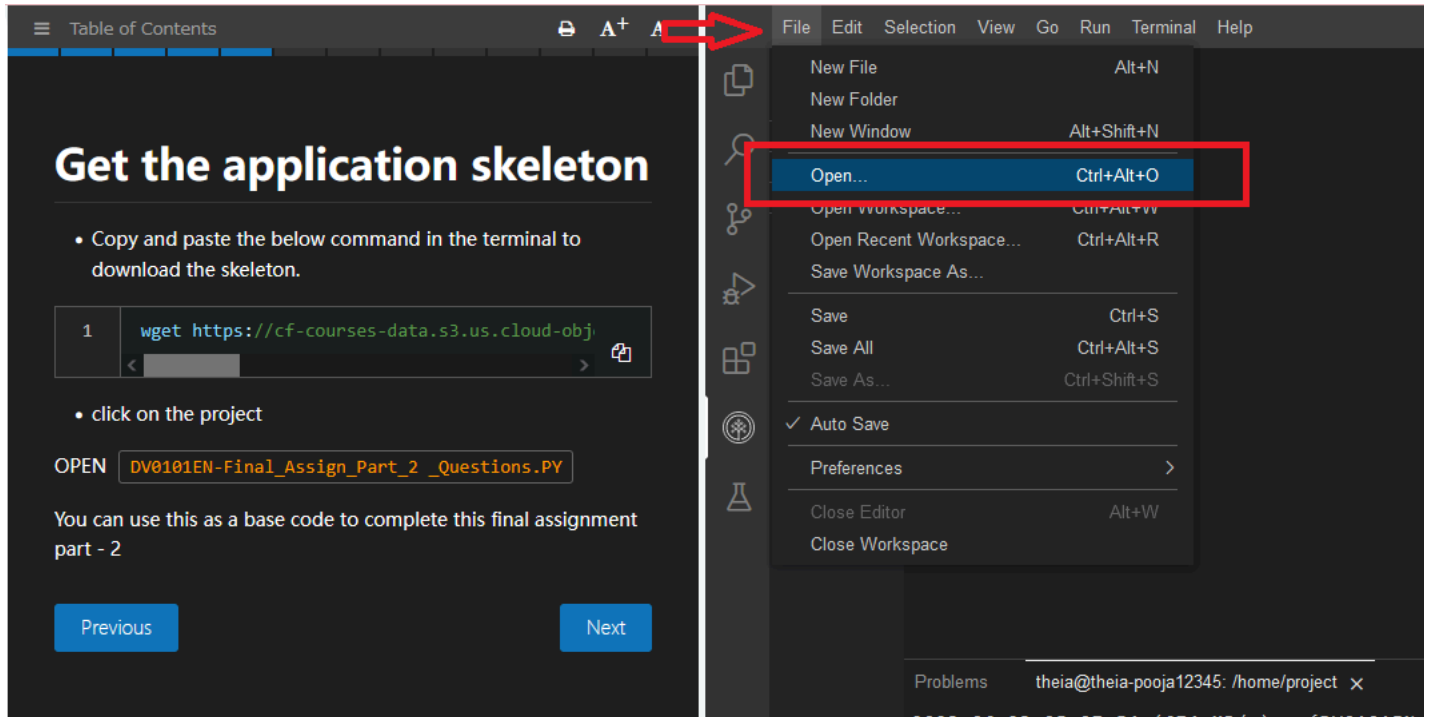 Table of Contents
A+
A
Get the application skeleton
• Copy and paste the below command in the terminal to
download the skeleton.
1 wget https://cf-courses-data.s3.us.cloud-obj
• click on the project
OPEN DV0101EN-Final_Assign_Part_2 _Questions.PY
You can use this as a base code to complete this final assignment
part - 2
Previous
Next
File Edit Selection View Go Run Terminal Help
New File Alt+N
New Folder
New Window Alt+Shift+N
Open... Ctrl+Alt+O
Open Workspace... Ctrl+Alt+W
Open Recent Workspace... Ctrl+Alt+R
Save Workspace As...
Save Ctrl+S
Save All Ctrl+Alt+S
Save As... Ctrl+Shift+S
Auto Save
Preferences
Close Editor Alt+W
Close Workspace
Problems theia@theia-pooja12345: /home/project